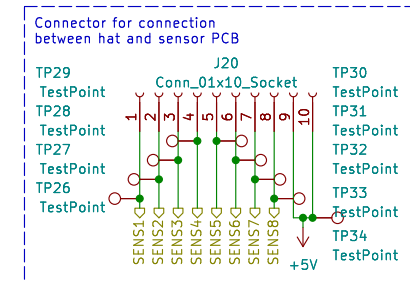 Connector for connection
between hat and sensor PCB
J20
Conn_01x10_Socket
TP29
TestPoint
TP28
TestPoint
TP27
TestPoint
TP26
TestPoint
1
2
3
4
5
6
7
8
9
10
TP30
TestPoint
TP31
TestPoint
TP32
TestPoint
TP33
TestPoint
TP34
TestPoint
SENS1
SENS2
SENS3
SENS4
SENS5
SENS6
SENS7
SENS8
+5V